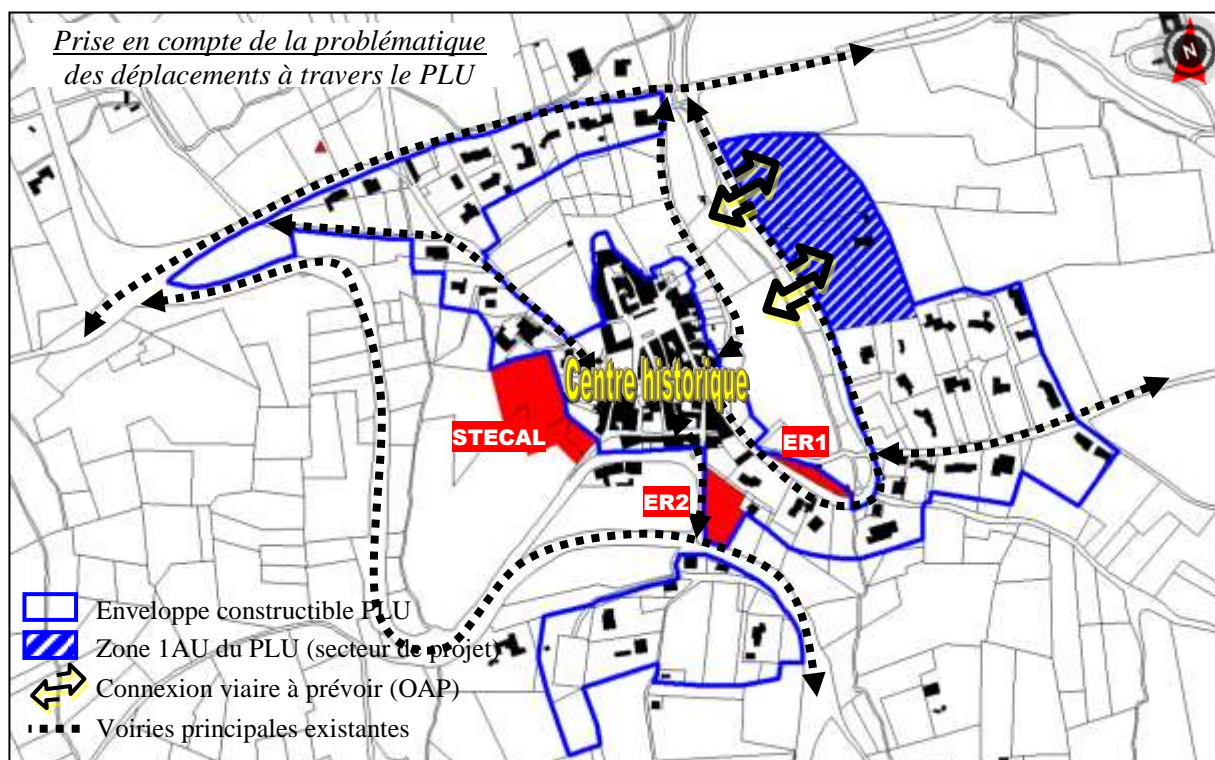 Prise en compte de la problématique
des déplacements à travers le PLU
N
Centre historique
STECAL
ER1
ER2
Enveloppe constructible PLU
Zone 1AU du PLU (secteur de projet)
Connexion viaire à prévoir (OAP)
Voiries principales existantes